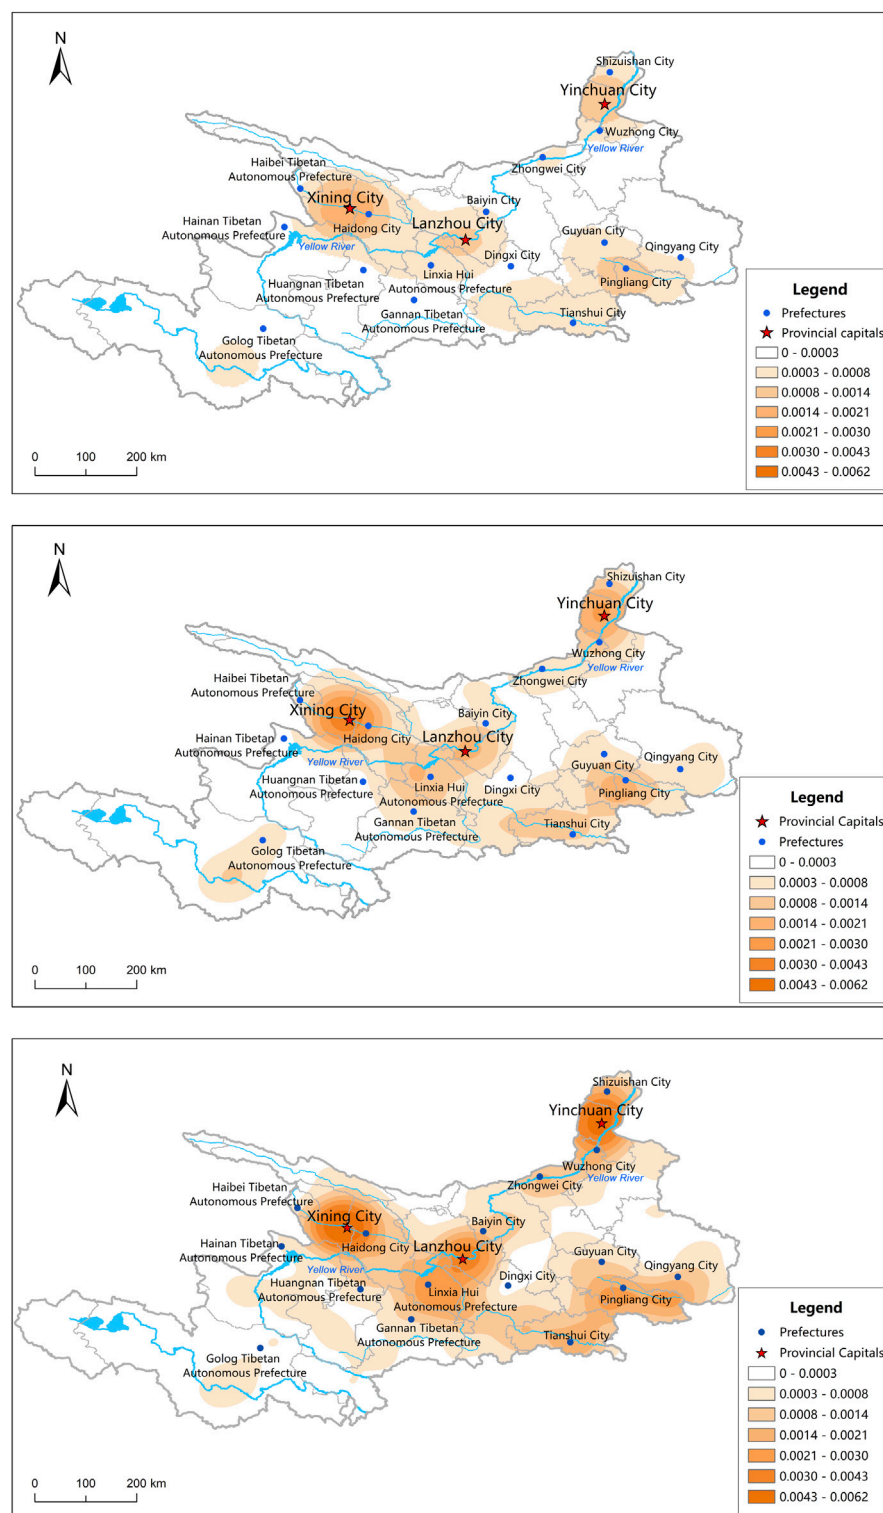 N
Shizuishan City
Yinchuan City
Wuzhong City
Yellow River
Zhongwei City
Haibei Tibetan
Autonomous Prefecture
Xining City
Baiyin City
Hainan Tibetan
Autonomous Prefecture
Haidong City
Lanzhou City
Guyuan City
Qingyang City
Yellow River
Dingxi City
Linxia Hui
Autonomous Prefecture
Huangnan Tibetan
Autonomous Prefecture
Pingliang City
Gannan Tibetan
Autonomous Prefecture
Tianshui City
Golog Tibetan
Autonomous Prefecture
Legend
Prefectures
Provincial capitals
0 - 0.0003
0.0003 - 0.0008
0.0008 - 0.0014
0.0014 - 0.0021
0.0021 - 0.0030
0.0030 - 0.0043
0.0043 - 0.0062
0 100 200 km
N
Shizuishan City
Yinchuan City
Wuzhong City
Yellow River
Zhongwei City
Haibei Tibetan
Autonomous Prefecture
Xining City
Baiyin City
Hainan Tibetan
Autonomous Prefecture
Haidong City
Lanzhou City
Guyuan City
Qingyang City
Yellow River
Huangnan Tibetan
Autonomous Prefecture
Linxia Hui
Autonomous Prefecture
Dingxi City
Pingliang City
Gannan Tibetan
Autonomous Prefecture
Tianshui City
Golog Tibetan
Autonomous Prefecture
Legend
Provincial Capitals
Prefectures
0 - 0.0003
0.0003 - 0.0008
0.0008 - 0.0014
0.0014 - 0.0021
0.0021 - 0.0030
0.0030 - 0.0043
0.0043 - 0.0062
0 100 200 km
N
Shizuishan City
Yinchuan City
Wuzhong City
Yellow River
Zhongwei City
Haibei Tibetan
Autonomous Prefecture
Xining City
Baiyin City
Hainan Tibetan
Autonomous Prefecture
Haidong City
Lanzhou City
Guyuan City
Qingyang City
Yellow River
Huangnan Tibetan
Autonomous Prefecture
Linxia Hui
Autonomous Prefecture
Dingxi City
Pingliang City
Gannan Tibetan
Autonomous Prefecture
Tianshui City
Golog Tibetan
Autonomous Prefecture
Legend
Prefectures
Provincial Capitals
0 - 0.0003
0.0003 - 0.0008
0.0008 - 0.0014
0.0014 - 0.0021
0.0021 - 0.0030
0.0030 - 0.0043
0.0043 - 0.0062
0 100 200 km